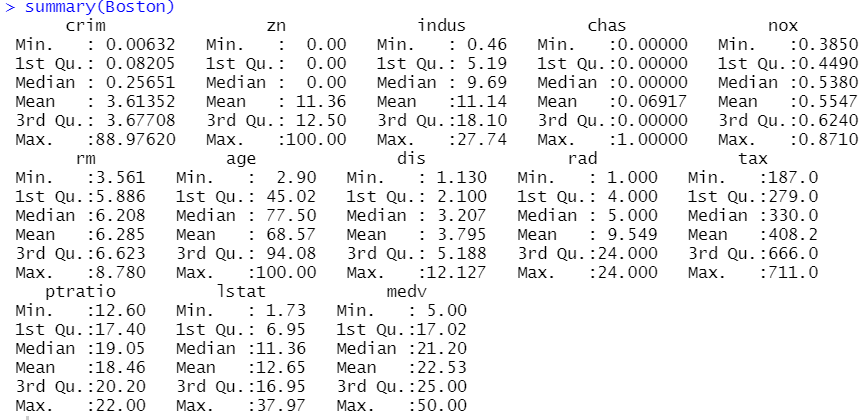 > summary(Boston)
crim zn indus chas nox
Min. : 0.00632 Min. : 0.00 Min. : 0.46 Min. :0.00000 Min. :0.3850
1st Qu.: 0.08205 1st Qu.: 0.00 1st Qu.: 5.19 1st Qu.:0.00000 1st Qu.:0.4490
Median : 0.25651 Median : 0.00 Median : 9.69 Median :0.00000 Median :0.5380
Mean : 3.61352 Mean : 11.36 Mean :11.14 Mean :0.06917 Mean :0.5547
3rd Qu.: 3.67708 3rd Qu.: 12.50 3rd Qu.:18.10 3rd Qu.:0.00000 3rd Qu.:0.6240
Max. :88.97620 Max. :100.00 Max. :27.74 Max. :1.00000 Max. :0.8710
rm age dis rad tax
Min. :3.561 Min. : 2.90 Min. : 1.130 Min. : 1.000 Min. :187.0
1st Qu.:5.886 1st Qu.: 45.02 1st Qu.: 2.100 1st Qu.: 4.000 1st Qu.:279.0
Median :6.208 Median : 77.50 Median : 3.207 Median : 5.000 Median :330.0
Mean :6.285 Mean : 68.57 Mean : 3.795 Mean : 9.549 Mean :408.2
3rd Qu.:6.623 3rd Qu.: 94.08 3rd Qu.: 5.188 3rd Qu.:24.000 3rd Qu.:666.0
Max. :8.780 Max. :100.00 Max. :12.127 Max. :24.000 Max. :711.0
ptratio lstat medv
Min. :12.60 Min. : 1.73 Min. : 5.00
1st Qu.:17.40 1st Qu.: 6.95 1st Qu.:17.02
Median :19.05 Median :11.36 Median :21.20
Mean :18.46 Mean :12.65 Mean :22.53
3rd Qu.:20.20 3rd Qu.:16.95 3rd Qu.:25.00
Max. :22.00 Max. :37.97 Max. :50.00